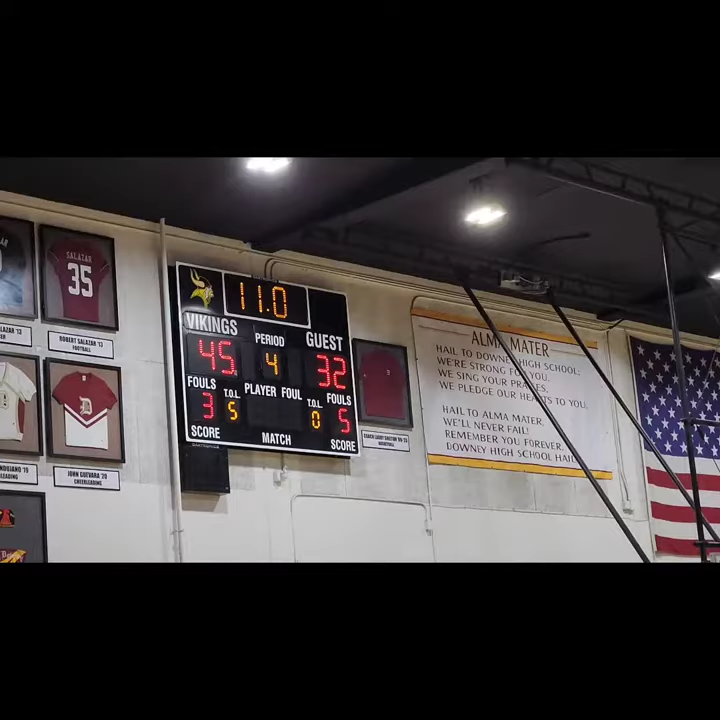 SALAZAR
35
ROBERT SALAZAR '13
FOOTBALL
JOHN GUEVARA '20
CHEERLEADING
D
11.0
VIKINGS
PERIOD
GUEST
45
4
32
FOULS
T.O.L
PLAYER FOUL
T.O.L
FOULS
3
5
0
5
SCORE
MATCH
SCORE
ALMA MATER
HAIL TO DOWNEY HIGH SCHOOL;
WE'RE STRONG FOR YOU.
WE SING YOUR PRAISES;
WE PLEDGE OUR HEARTS TO YOU.
HAIL TO ALMA MATER,
WE'LL NEVER FAIL!
REMEMBER YOU FOREVER,
DOWNEY HIGH SCHOOL HAIL!